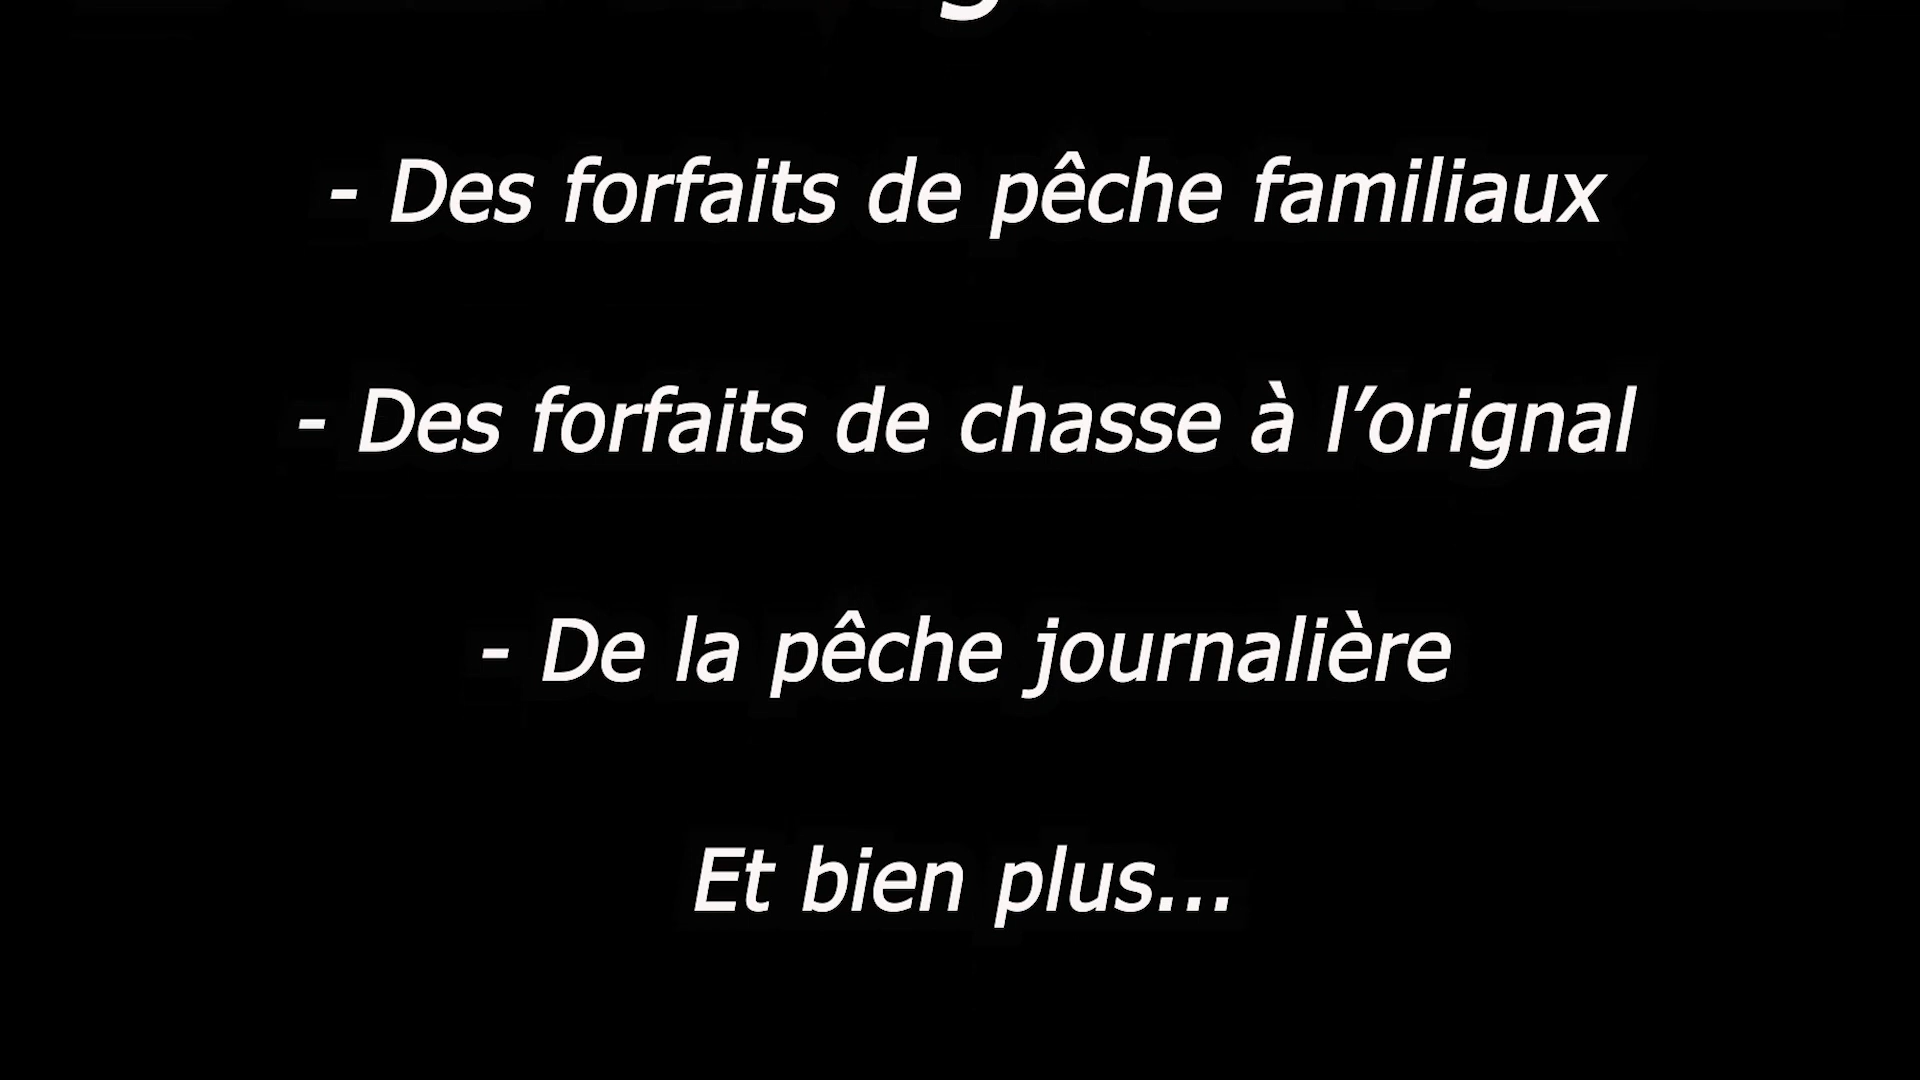 - Des forfaits de pêche familiaux
- Des forfaits de chasse à l’orignal
- De la pêche journalière
Et bien plus...